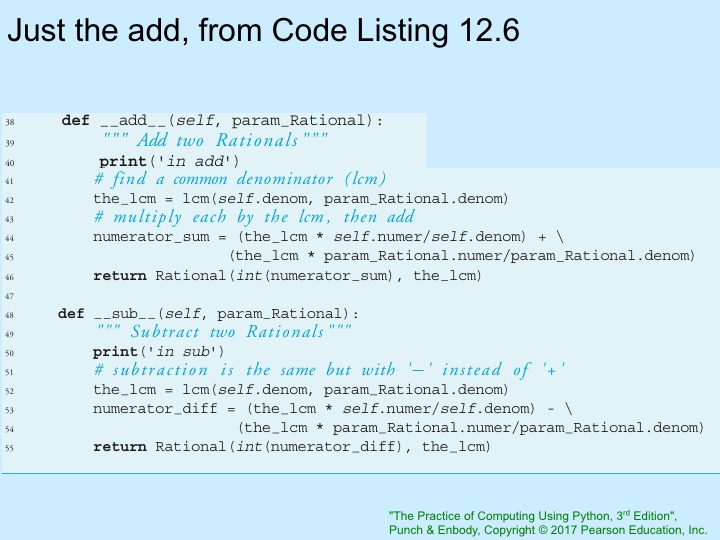 Just the add, from Code Listing 12.6
38 def __add__(self, param_Rational):
39 """ Add two Rationals"""
40 print('in add')
41 # find a common denominator (lcm)
42 the_lcm = lcm(self.denom, param_Rational.denom)
43 # multiply each by the lcm, then add
44 numerator_sum = (the_lcm * self.numer/self.denom) + \
45 (the_lcm * param_Rational.numer/param_Rational.denom)
46 return Rational(int(numerator_sum), the_lcm)
47
48 def __sub__(self, param_Rational):
49 """ Subtract two Rationals"""
50 print('in sub')
51 # subtraction is the same but with '−' instead of '+'
52 the_lcm = lcm(self.denom, param_Rational.denom)
53 numerator_diff = (the_lcm * self.numer/self.denom) - \
54 (the_lcm * param_Rational.numer/param_Rational.denom)
55 return Rational(int(numerator_diff), the_lcm)
"The Practice of Computing Using Python, 3rd Edition",
Punch & Enbody, Copyright © 2017 Pearson Education, Inc.